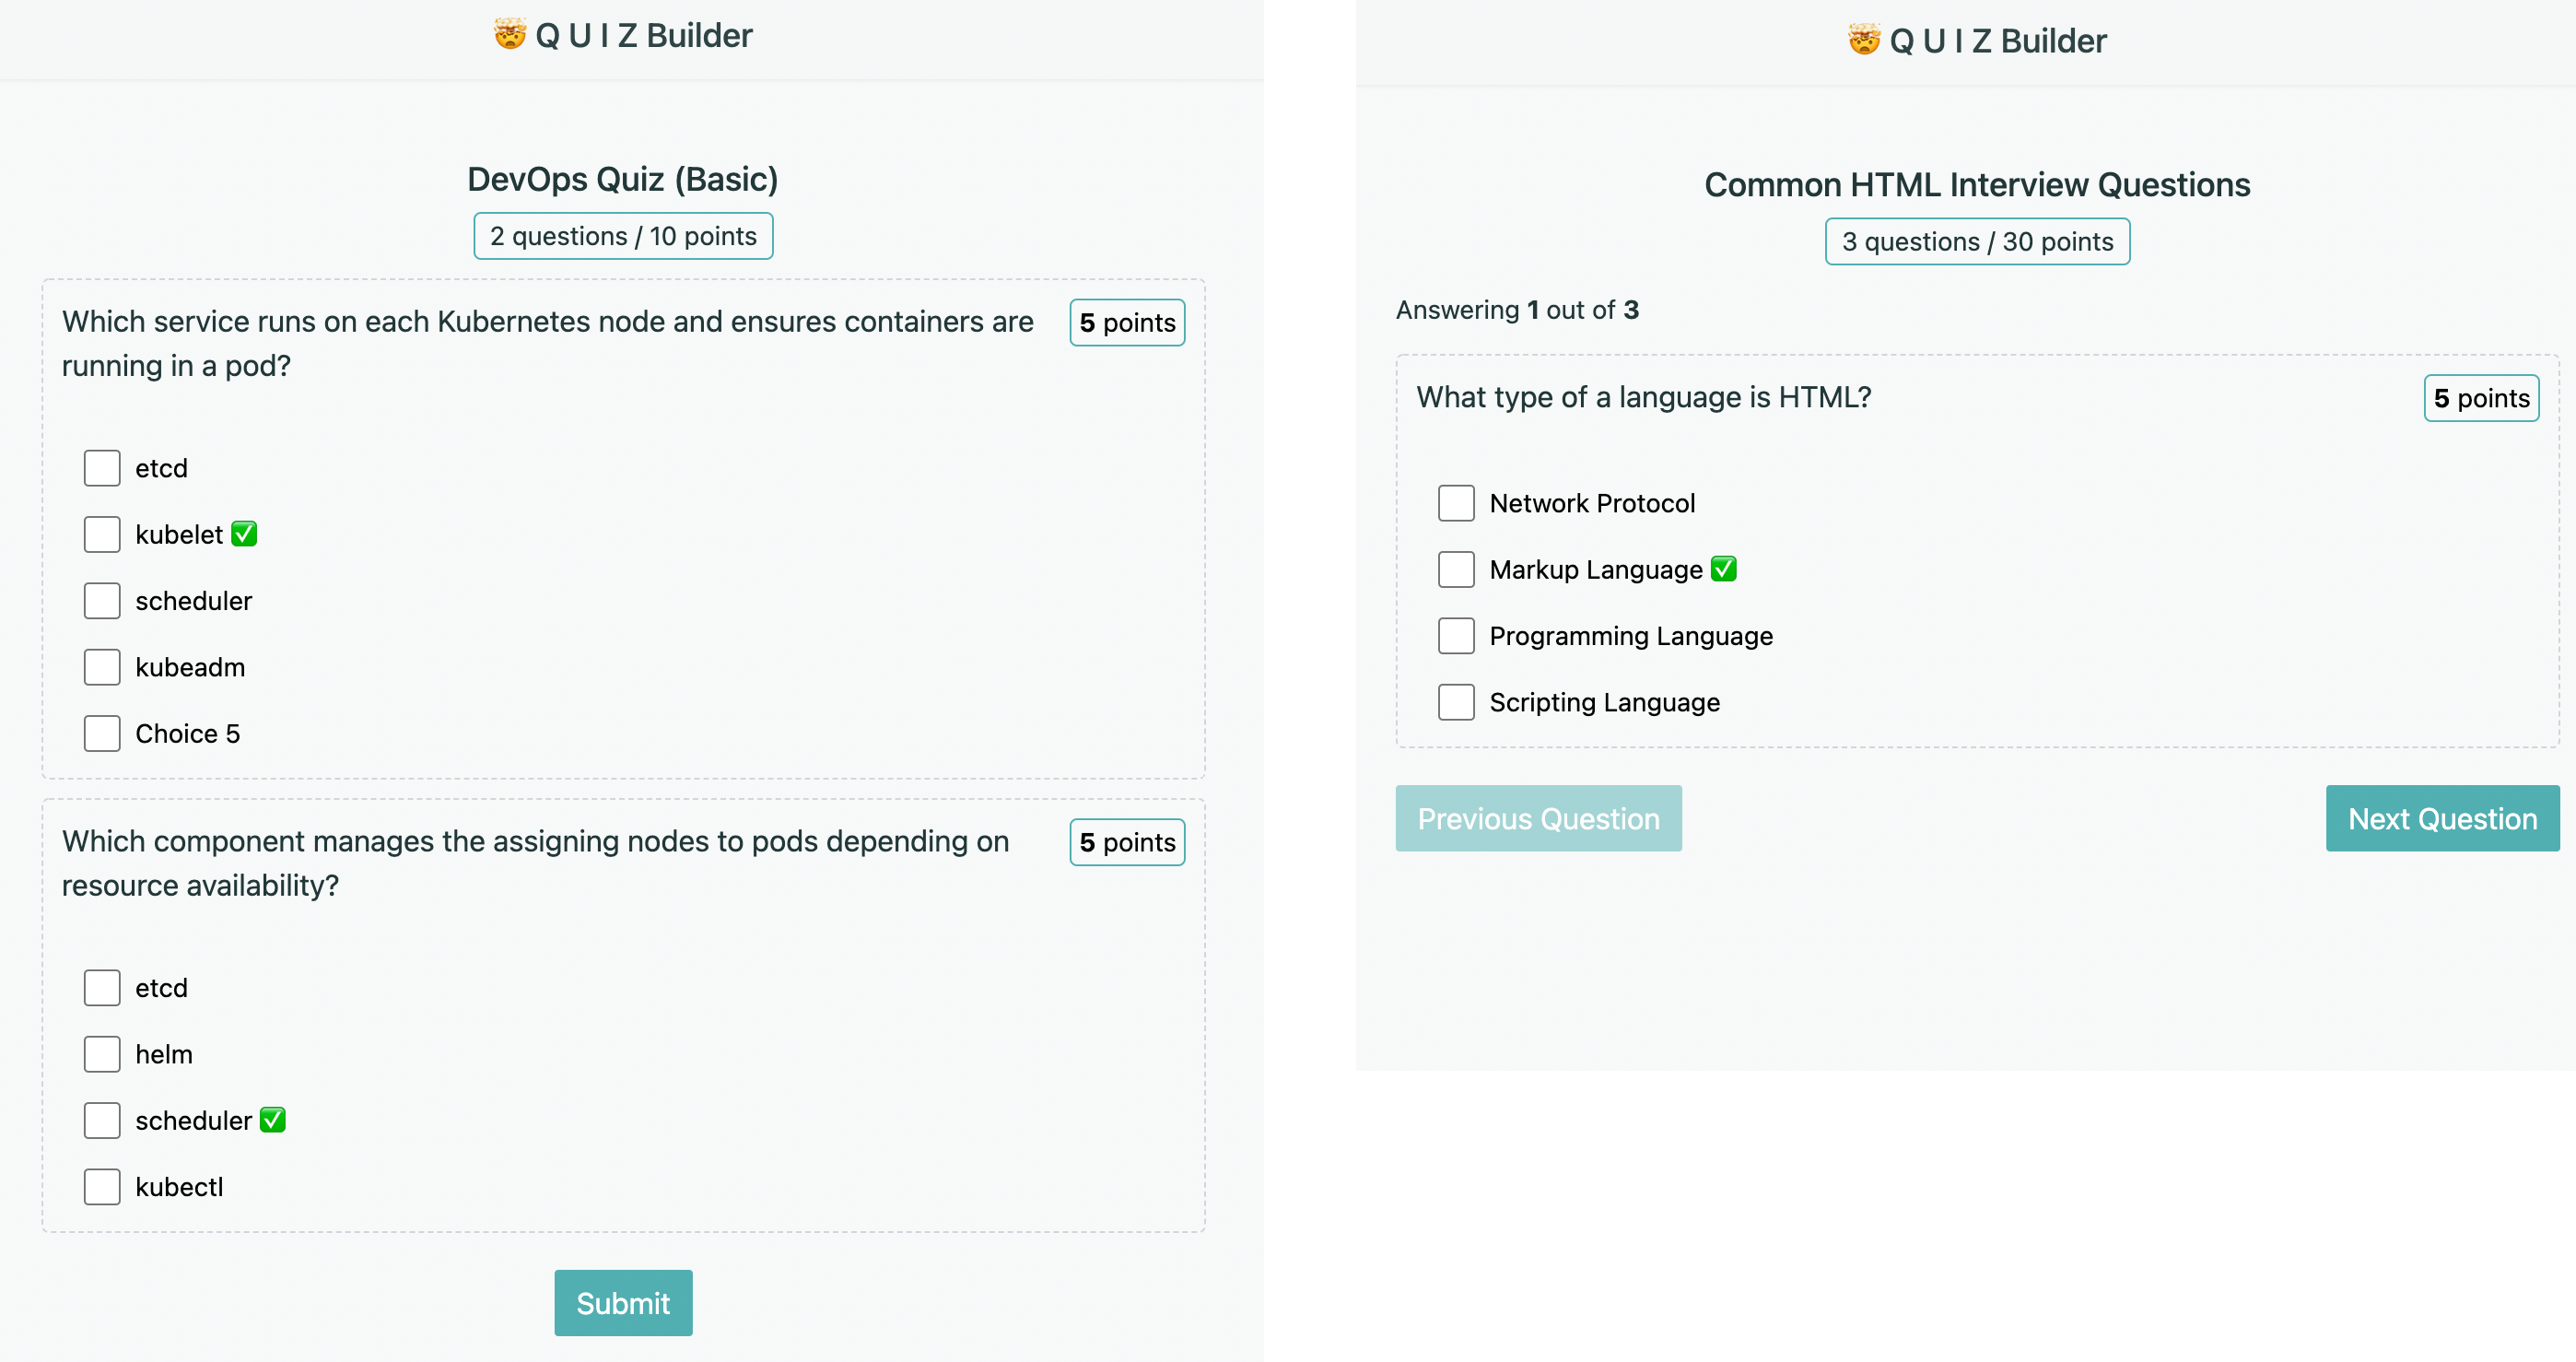 🤯 Q U I Z Builder
DevOps Quiz (Basic)
2 questions / 10 points
Which service runs on each Kubernetes node and ensures containers are
running in a pod?
5 points
etcd
kubelet ✅
scheduler
kubeadm
Choice 5
Which component manages the assigning nodes to pods depending on
resource availability?
5 points
etcd
helm
scheduler ✅
kubectl
Submit
🤯 Q U I Z Builder
Common HTML Interview Questions
3 questions / 30 points
Answering 1 out of 3
What type of a language is HTML?
5 points
Network Protocol
Markup Language ✅
Programming Language
Scripting Language
Previous Question
Next Question